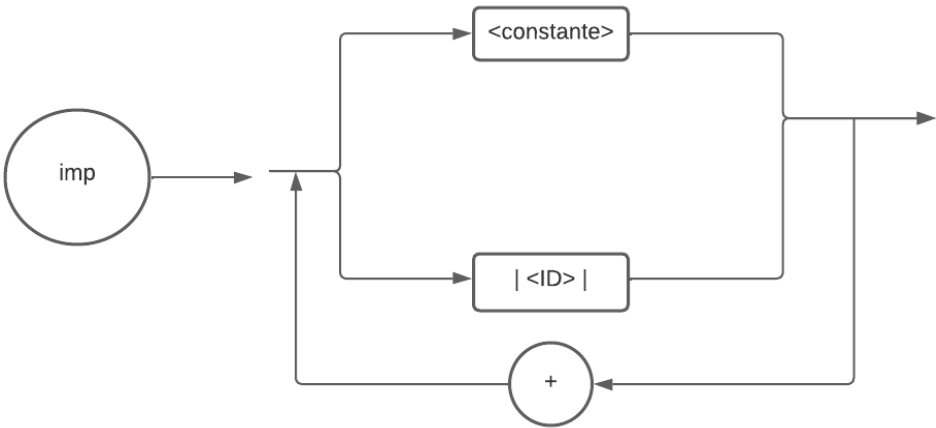 <constante>
imp
| <ID> |
+